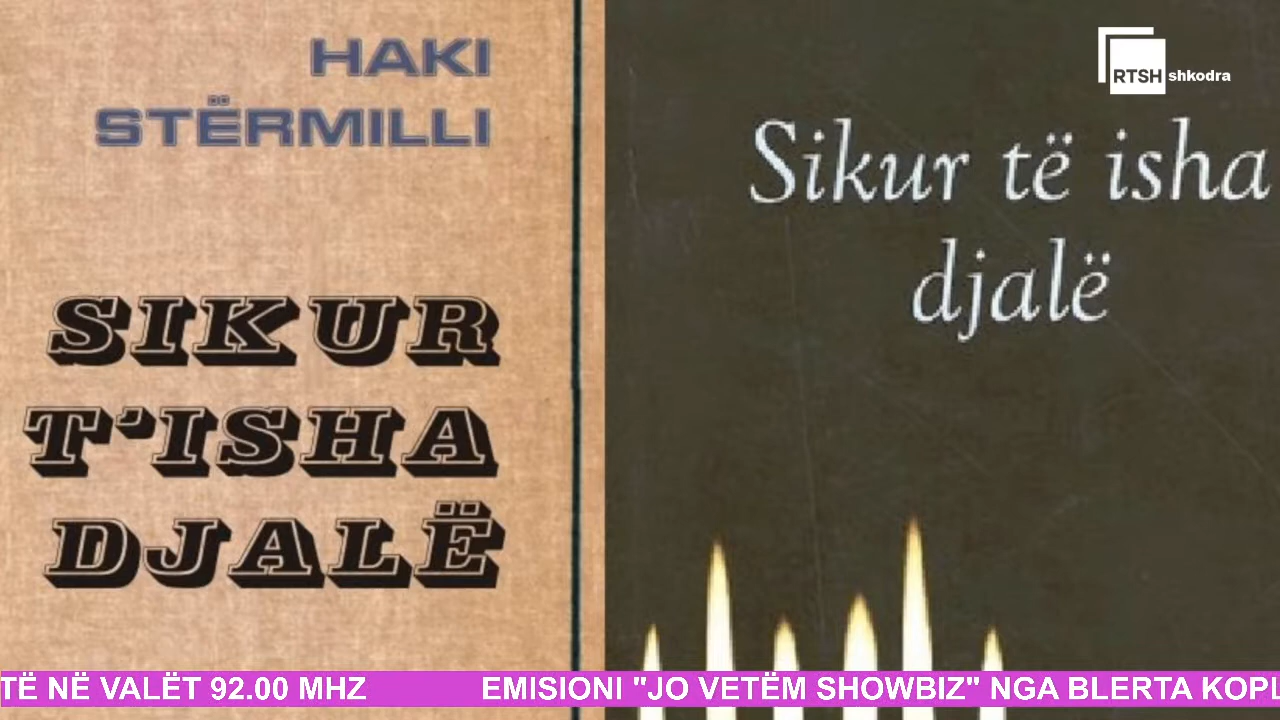 HAKI
STËRMILLI
SIKUR
T'ISHA
DJALË
RTSH shkodra
Sikur të isha
djalë
TË NË VALËT 92.00 MHZ EMISIONI "JO VETËM SHOWBIZ" NGA BLERTA